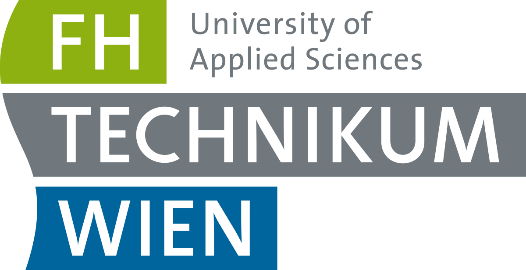 FH
University of
Applied Sciences
TECHNIKUM
WIEN